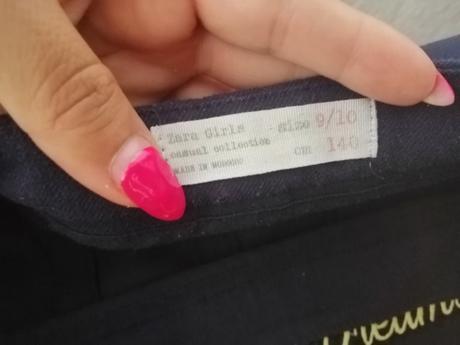 Zara Girls size 9/10
casual collection
cm 140
MADE IN MOROCCO